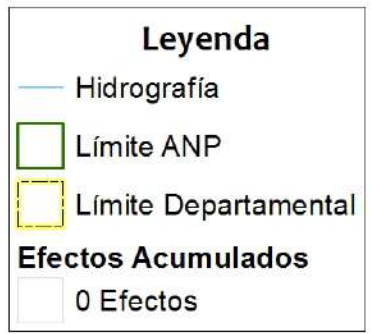 Leyenda
Hidrografía
Límite ANP
Límite Departamental
Efectos Acumulados
0 Efectos